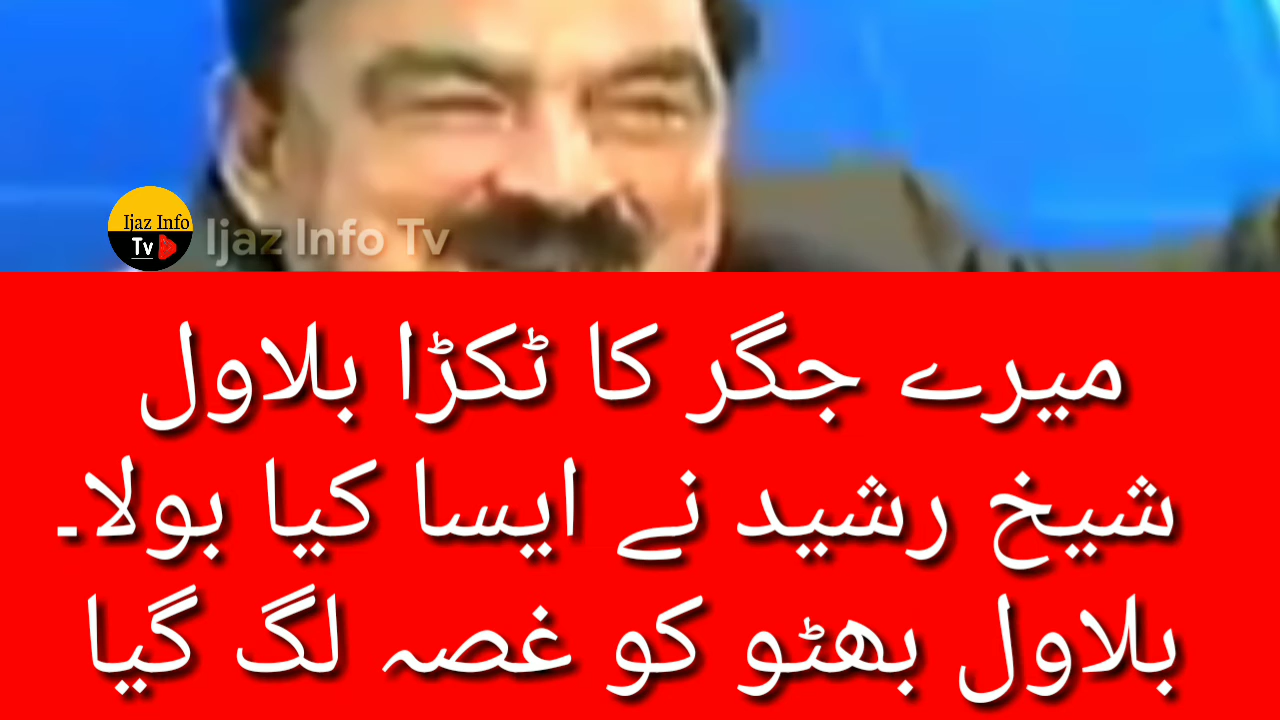 Ijaz Info
Tv
Ijaz Info Tv
میرے جگر کا ٹکڑا بلاول
شیخ رشید نے ایسا کیا بولا۔
بلاول بھٹو کو غصہ لگ گیا